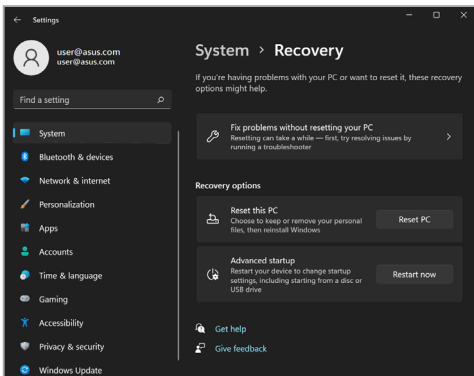 Settings
user@asus.com
user@asus.com
Find a setting
System
Bluetooth & devices
Network & internet
Personalization
Apps
Accounts
Time & language
Gaming
Accessibility
Privacy & security
Windows Update
System > Recovery
If you're having problems with your PC or want to reset it, these recovery
options might help.
Fix problems without resetting your PC
Resetting can take a while — first, try resolving issues by
running a troubleshooter
Recovery options
Reset this PC
Choose to keep or remove your personal
files, then reinstall Windows
Reset PC
Advanced startup
Restart your device to change startup
settings, including starting from a disc or
USB drive
Restart now
Get help
Give feedback